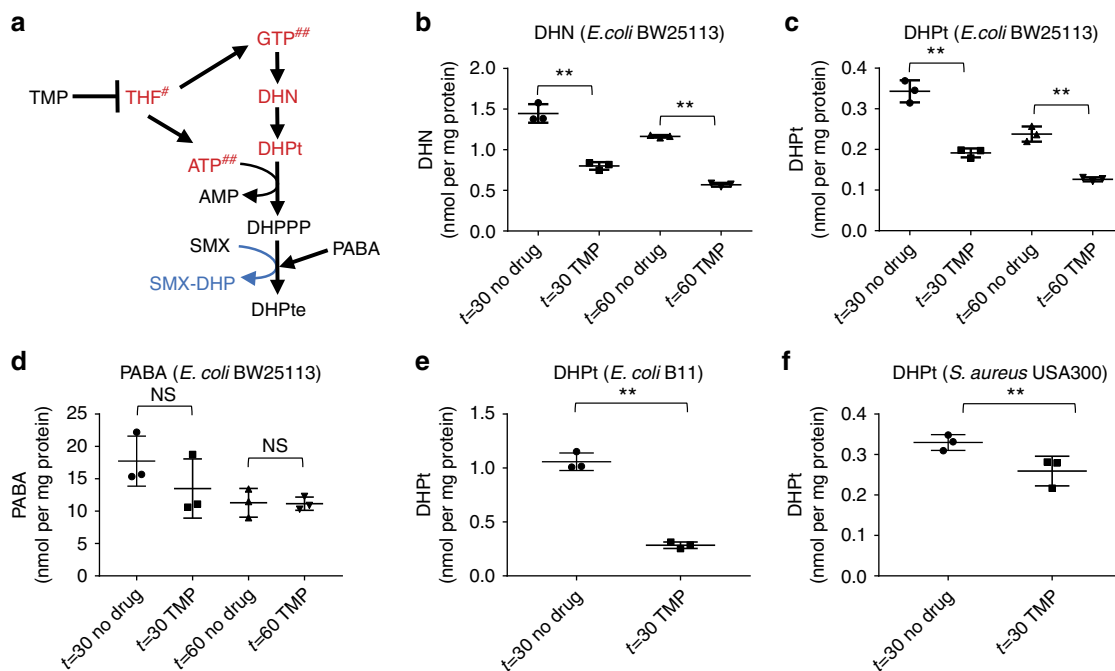 a
GTP##
TMP
THF#
DHN
DHPt
ATP##
AMP
DHPPP
SMX
PABA
SMX-DHP
DHPte
b
DHN (E.coli BW25113)
DHN
(nmol per mg protein)
2.0
1.5
1.0
0.5
0.0
**
**
t=30 no drug
t=30 TMP
t=60 no drug
t=60 TMP
c
DHPt (E.coli BW25113)
DHPt
(nmol per mg protein)
0.4
0.3
0.2
0.1
0.0
**
**
t=30 no drug
t=30 TMP
t=60 no drug
t=60 TMP
d
PABA (E. coli BW25113)
PABA
(nmol per mg protein)
25
20
15
10
5
0
NS
NS
t=30 no drug
t=30 TMP
t=60 no drug
t=60 TMP
e
DHPt (E. coli B11)
DHPt
(nmol per mg protein)
1.5
1.0
0.5
0.0
**
t=30 no drug
t=30 TMP
f
DHPt (S. aureus USA300)
DHPt
(nmol per mg protein)
0.4
0.3
0.2
0.1
0.0
**
t=30 no drug
t=30 TMP